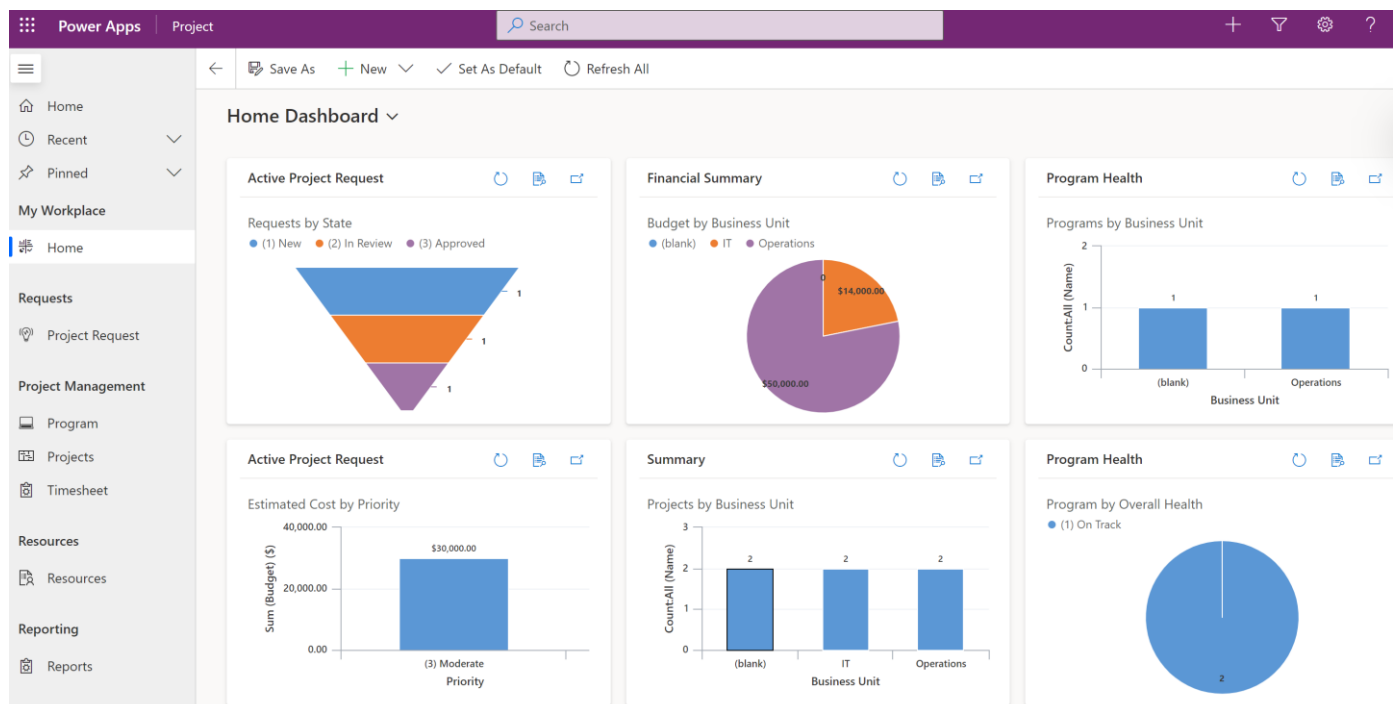 Power Apps Project Search ?
Save As New Set As Default Refresh All
Home
Recent
Pinned
My Workplace
Home
Requests
Project Request
Project Management
Program
Projects
Timesheet
Resources
Resources
Reporting
Reports
Home Dashboard
Active Project Request
Requests by State
(1) New (2) In Review (3) Approved
1
1
1
Financial Summary
Budget by Business Unit
(blank) IT Operations
0
$14,000.00
$50,000.00
Program Health
Programs by Business Unit
2
1
0
Count:All (Name)
1 1
(blank) Operations
Business Unit
Active Project Request
Estimated Cost by Priority
40,000.00
20,000.00
0.00
Sum (Budget) ($)
$30,000.00
(3) Moderate
Priority
Summary
Projects by Business Unit
3
2
1
0
Count:All (Name)
2 2 2
(blank) IT Operations
Business Unit
Program Health
Program by Overall Health
(1) On Track
2